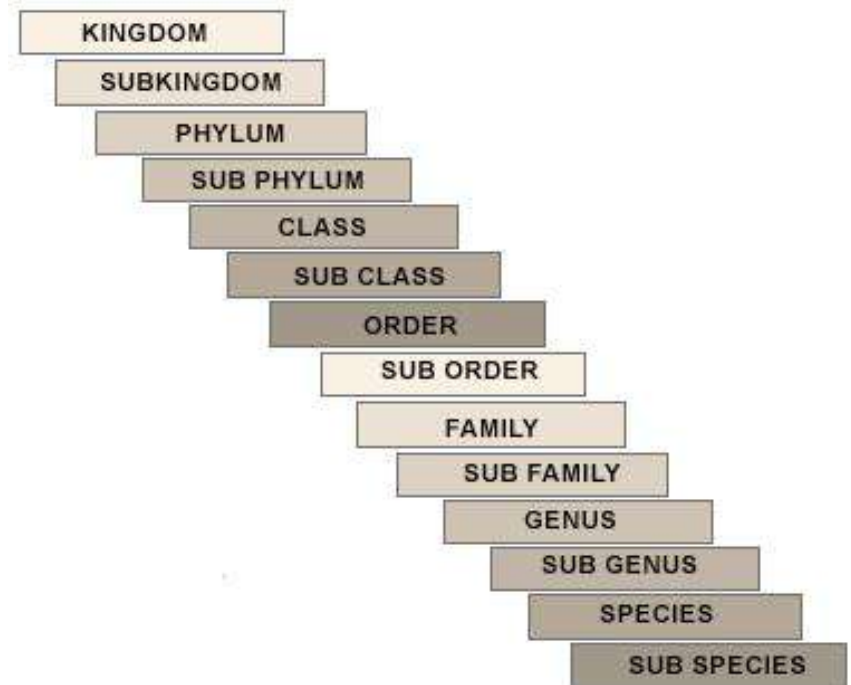 KINGDOM
SUBKINGDOM
PHYLUM
SUB PHYLUM
CLASS
SUB CLASS
ORDER
SUB ORDER
FAMILY
SUB FAMILY
GENUS
SUB GENUS
SPECIES
SUB SPECIES